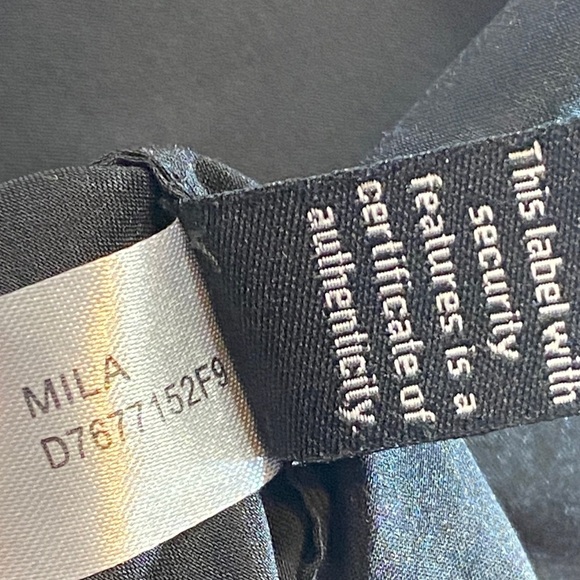 MILA
D7677152F9
This label with
security
features is a
certificate of
authenticity.